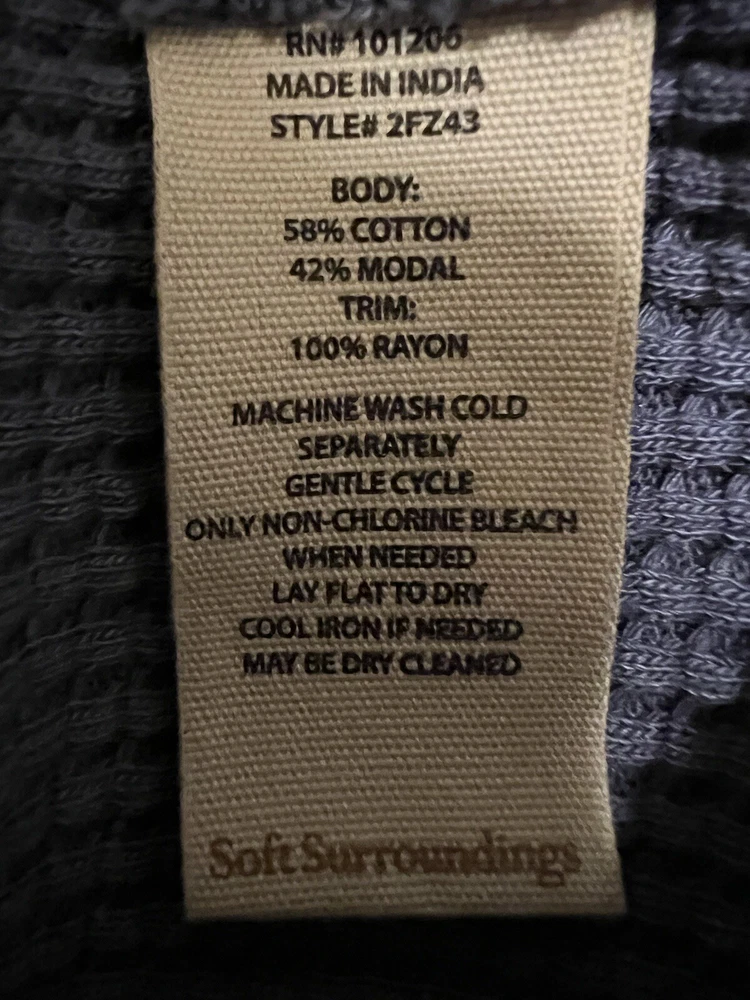 RN# 101206
MADE IN INDIA
STYLE# 2FZ43
BODY:
58% COTTON
42% MODAL
TRIM:
100% RAYON
MACHINE WASH COLD
SEPARATELY
GENTLE CYCLE
ONLY NON-CHLORINE BLEACH
WHEN NEEDED
LAY FLAT TO DRY
COOL IRON IF NEEDED
MAY BE DRY CLEANED
Soft Surroundings